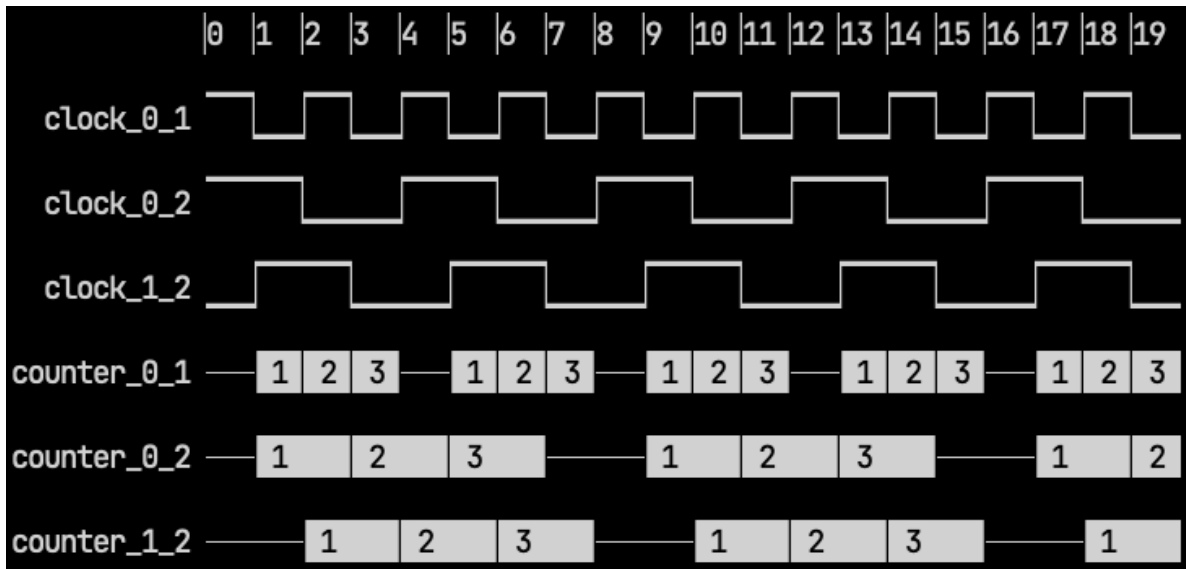 |0 |1 |2 |3 |4 |5 |6 |7 |8 |9 |10 |11 |12 |13 |14 |15 |16 |17 |18 |19
clock_0_1
clock_0_2
clock_1_2
counter_0_1 1 2 3 1 2 3 1 2 3 1 2 3 1 2 3
counter_0_2 1 2 3 1 2 3 1 2
counter_1_2 1 2 3 1 2 3 1